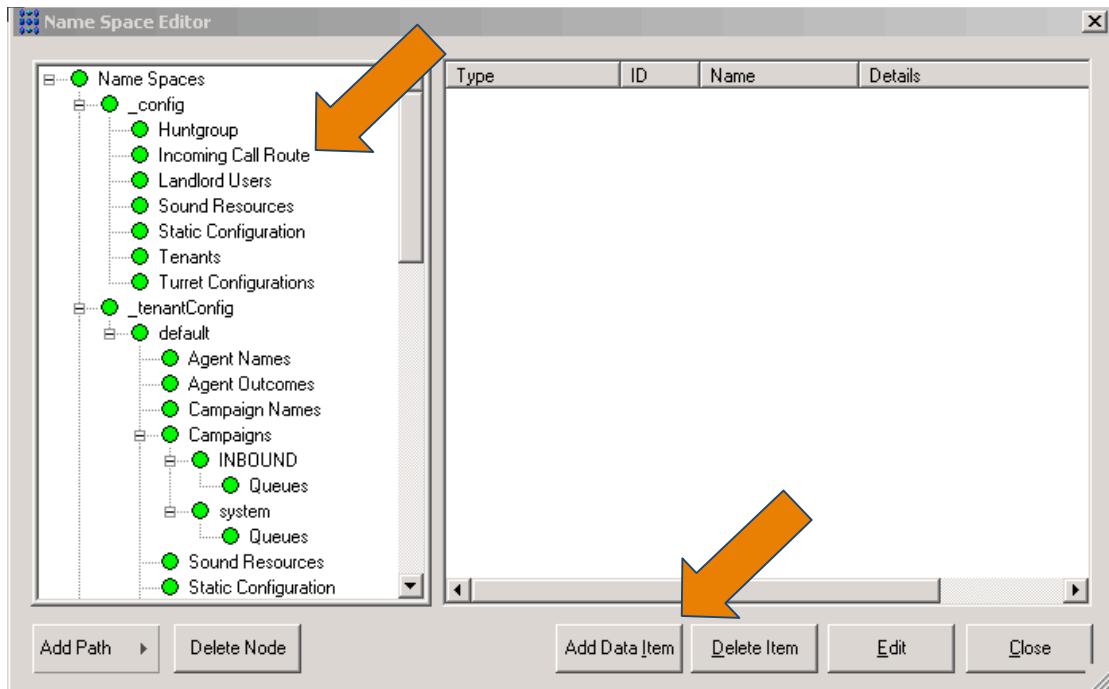 Name Space Editor
Name Spaces
_config
Huntgroup
Incoming Call Route
Landlord Users
Sound Resources
Static Configuration
Tenants
Turret Configurations
_tenantConfig
default
Agent Names
Agent Outcomes
Campaign Names
Campaigns
INBOUND
Queues
system
Queues
Sound Resources
Static Configuration
Type ID Name Details
Add Path Delete Node Add Data Item Delete Item Edit Close